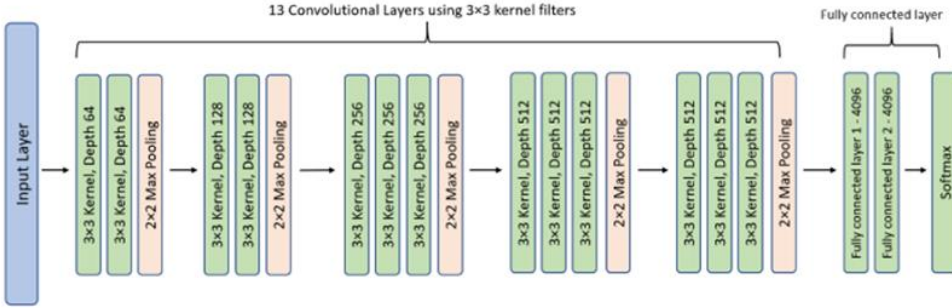 13 Convolutional Layers using 3×3 kernel filters
Fully connected layer
Input Layer
3×3 Kernel, Depth 64
3×3 Kernel, Depth 64
2×2 Max Pooling
3×3 Kernel, Depth 128
3×3 Kernel, Depth 128
2×2 Max Pooling
3×3 Kernel, Depth 256
3×3 Kernel, Depth 256
3×3 Kernel, Depth 256
2×2 Max Pooling
3×3 Kernel, Depth 512
3×3 Kernel, Depth 512
3×3 Kernel, Depth 512
2×2 Max Pooling
3×3 Kernel, Depth 512
3×3 Kernel, Depth 512
3×3 Kernel, Depth 512
2×2 Max Pooling
Fully connected layer 1 - 4096
Fully connected layer 2 - 4096
Softmax